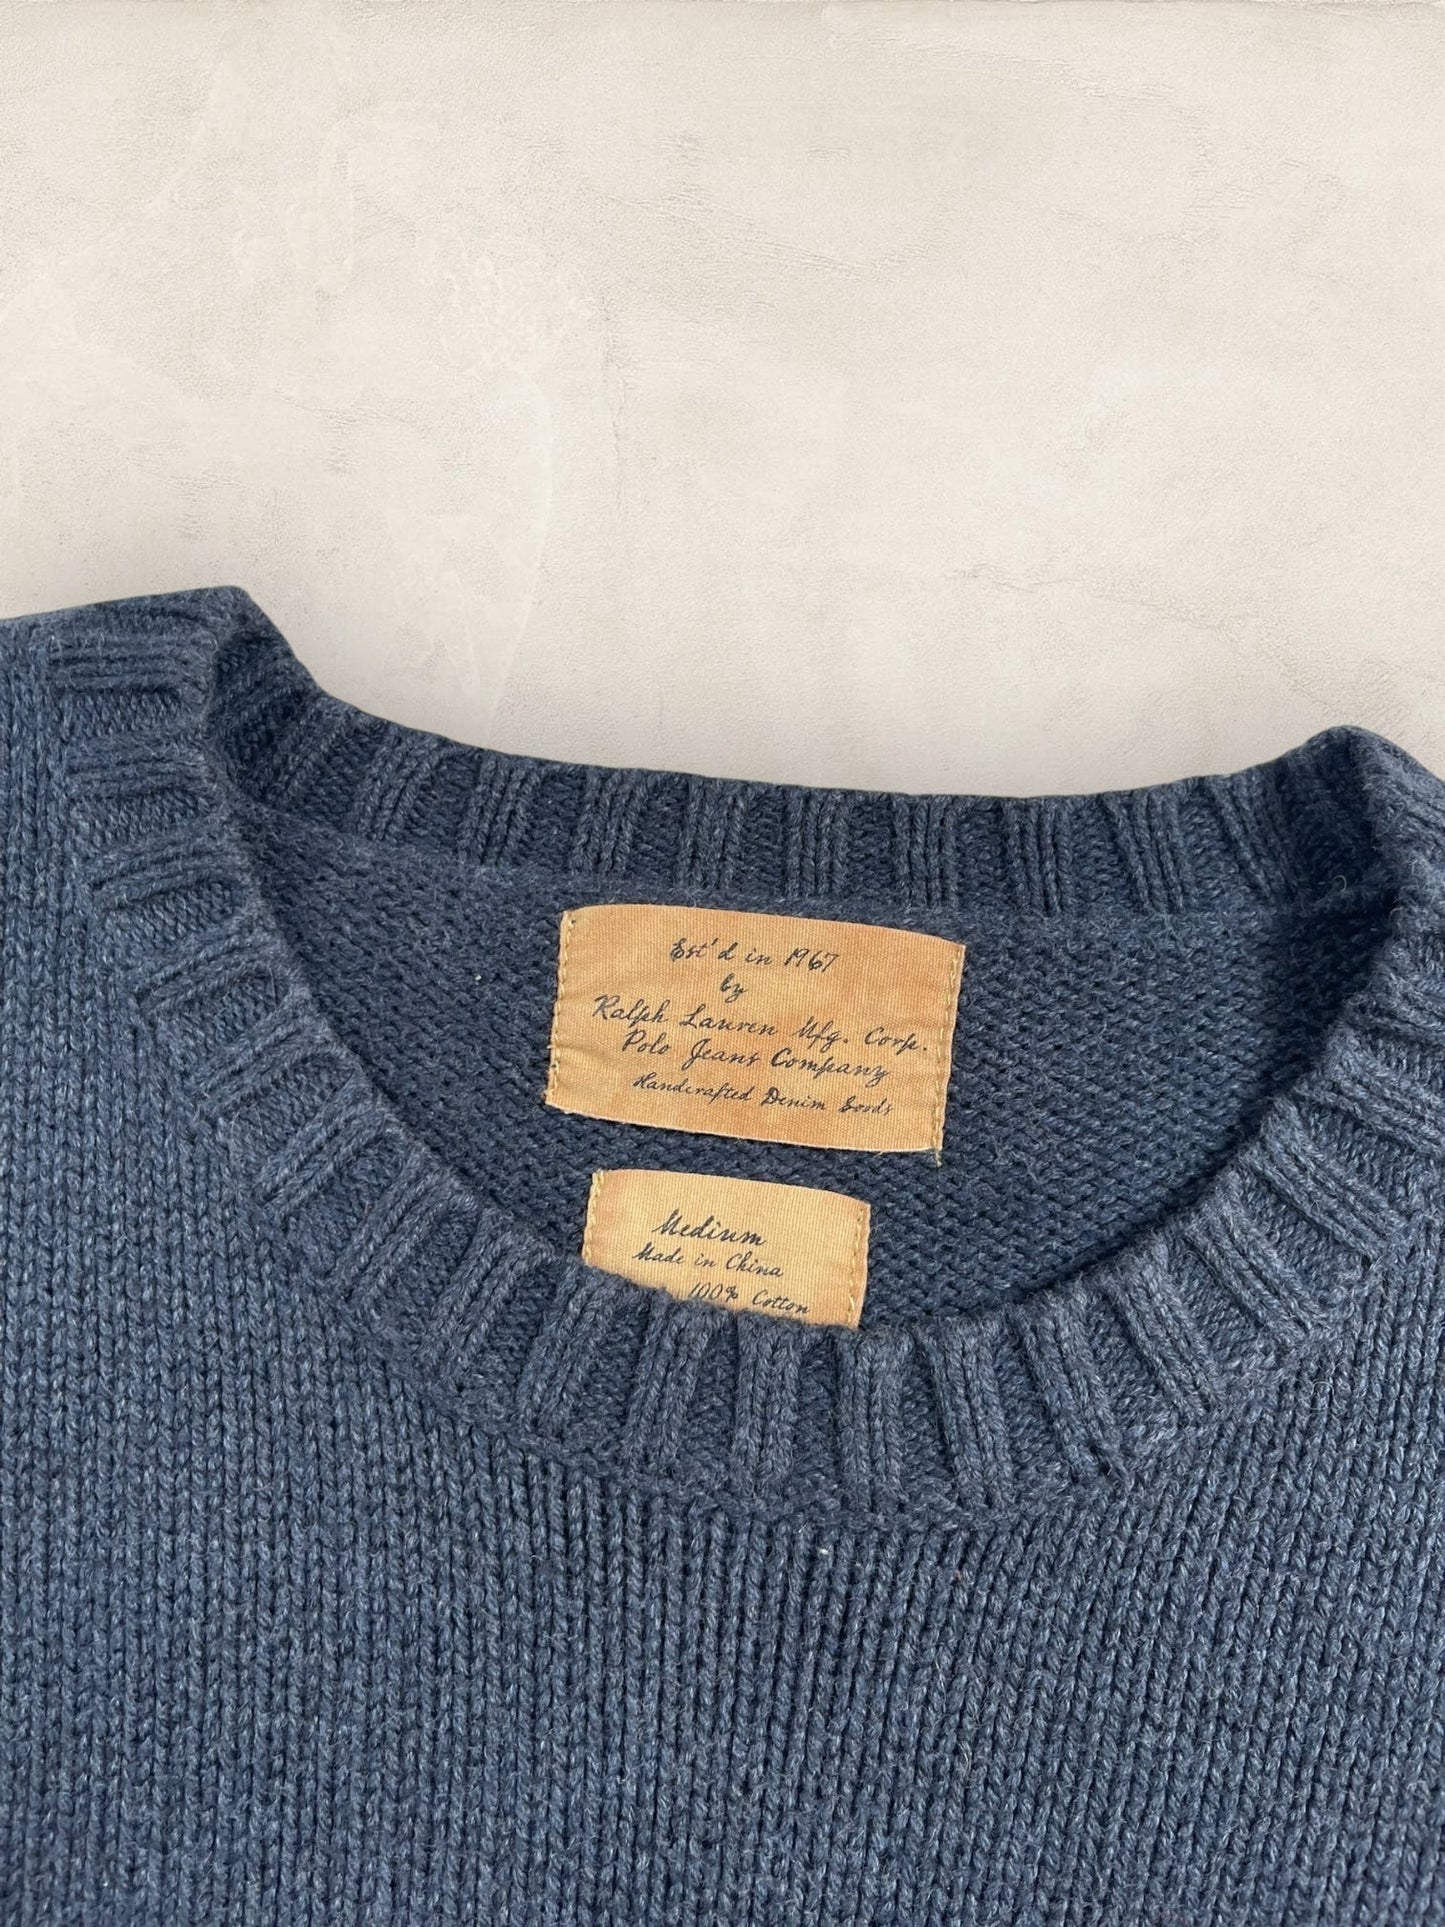 Est'd in 1967
by
Ralph Lauren Mfg. Corp.
Polo Jeans Company
Handcrafted Denim Goods
Medium
Made in China
100% Cotton